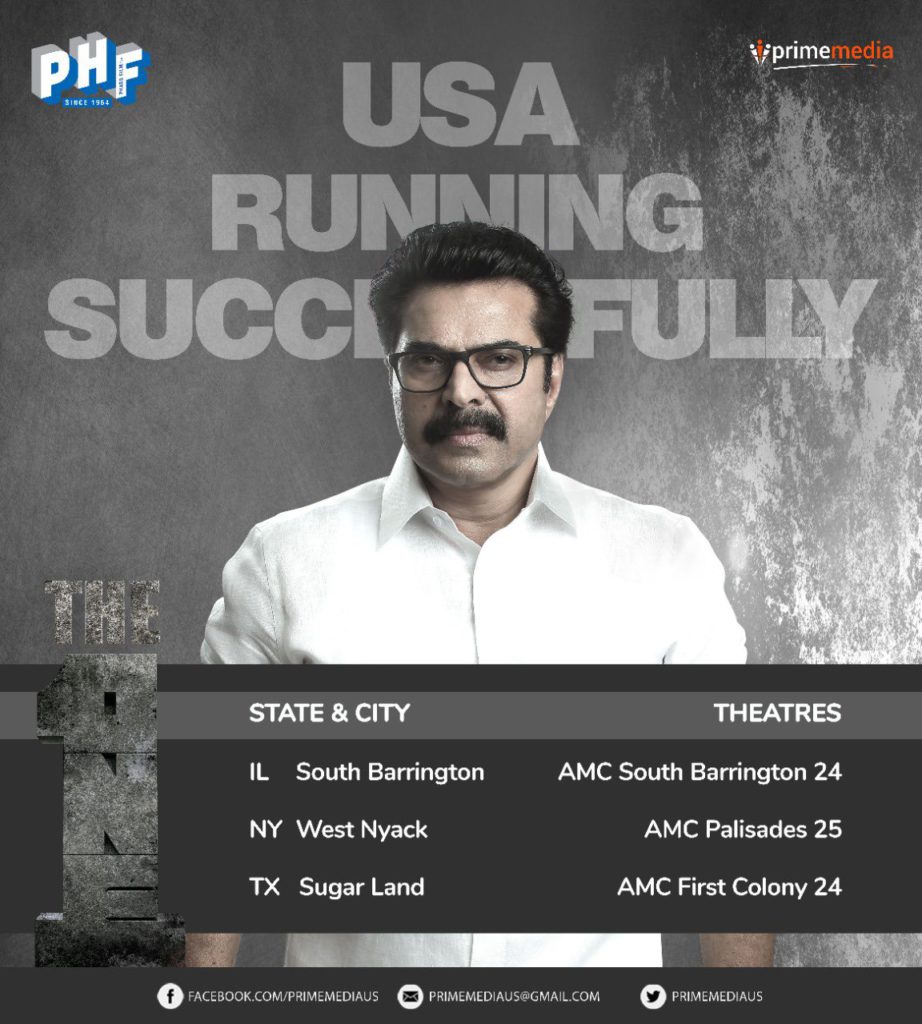 PHF
SINCE 1964
primemedia
USA
RUNNING
SUCCESSFULLY
THE
ONE
STATE & CITY THEATRES
IL South Barrington AMC South Barrington 24
NY West Nyack AMC Palisades 25
TX Sugar Land AMC First Colony 24
FACEBOOK.COM/PRIMEMEDIAUS PRIMEMEDIAUS@GMAIL.COM PRIMEMEDIAUS